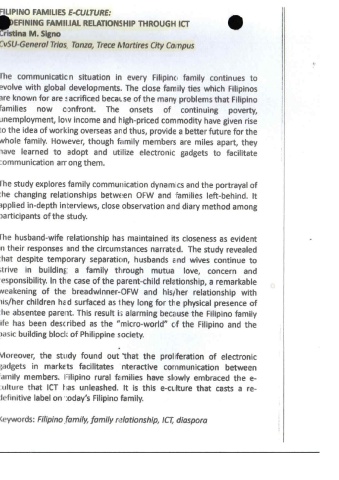 FILIPINO FAMILIES E-CULTURE:
DEFINING FAMILIAL RELATIONSHIP THROUGH ICT
Cristina M. Signo
CvSU-General Trias, Tanza, Trece Martires City Campus
The communication situation in every Filipino family continues to
evolve with global developments. The close family ties which Filipinos
are known for are sacrificed because of the many problems that Filipino
families now confront. The onsets of continuing poverty,
unemployment, low income and high-priced commodity have given rise
to the idea of working overseas and thus, provide a better future for the
whole family. However, though family members are miles apart, they
have learned to adopt and utilize electronic gadgets to facilitate
communication among them.
The study explores family communication dynamics and the portrayal of
the changing relationships between OFW and families left-behind. It
applied in-depth interviews, close observation and diary method among
participants of the study.
The husband-wife relationship has maintained its closeness as evident
in their responses and the circumstances narrated. The study revealed
that despite temporary separation, husbands and wives continue to
strive in building a family through mutual love, concern and
responsibility. In the case of the parent-child relationship, a remarkable
weakening of the breadwinner-OFW and his/her relationship with
his/her children had surfaced as they long for the physical presence of
the absentee parent. This result is alarming because the Filipino family
life has been described as the "micro-world" of the Filipino and the
basic building block of Philippine society.
Moreover, the study found out that the proliferation of electronic
gadgets in markets facilitates interactive communication between
family members. Filipino rural families have slowly embraced the e-
culture that ICT has unleashed. It is this e-culture that casts a re-
definitive label on today's Filipino family.
Keywords: Filipino family, family relationship, ICT, diaspora